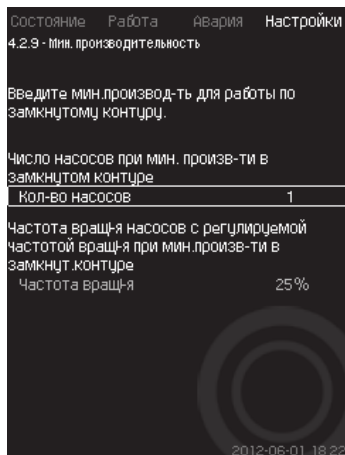 Состояние Работа Авария Настройки
4.2.9 - Мин. производительность
Введите мин.производ-ть для работы по
замкнутому контуру.
Число насосов при мин. произв-ти в
замкнутом контуре
Кол-во насосов 1
Частота вращ-я насосов с регулируемой
частотой вращ-я при мин.произв-ти в
замкнут.контуре
Частота вращ-я 25%
2012-06-01 18:22